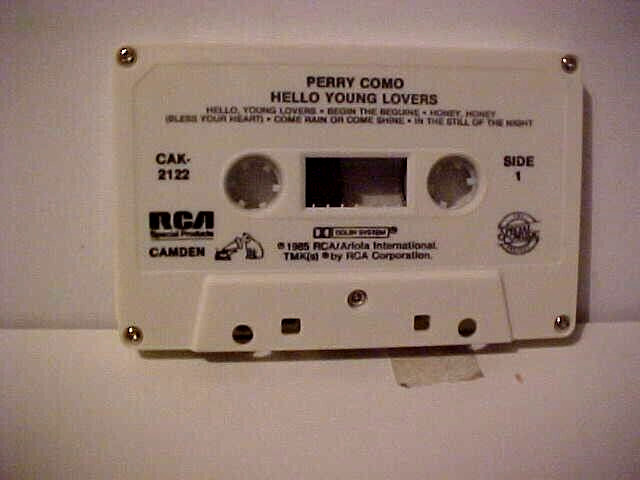 PERRY COMO
HELLO YOUNG LOVERS
HELLO, YOUNG LOVERS • BEGIN THE BEGUINE • HONEY, HONEY
(BLESS YOUR HEART) • COME RAIN OR COME SHINE • IN THE STILL OF THE NIGHT
CAK-
2122
SIDE
1
RCA
Special Products
CAMDEN
DOLBY SYSTEM ®
℗ 1985 RCA/Ariola International.
TMK(s) ® by RCA Corporation.